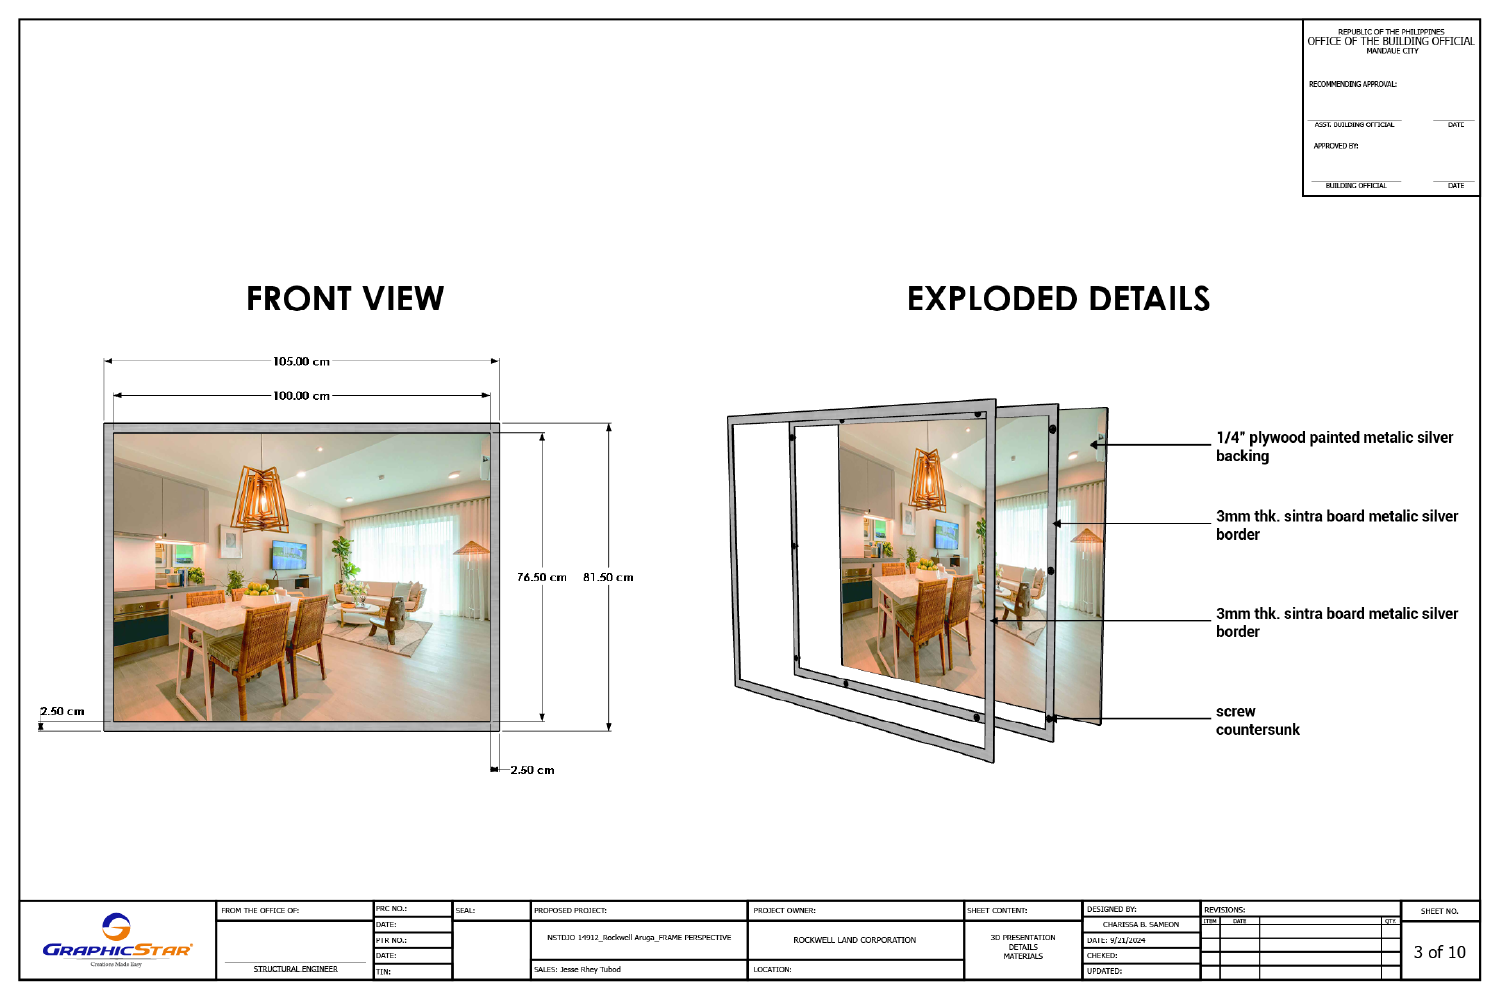 REPUBLIC OF THE PHILIPPINES
OFFICE OF THE BUILDING OFFICIAL
MANDAUE CITY
RECOMMENDING APPROVAL:
ASST. BUILDING OFFICIAL
DATE
APPROVED BY:
BUILDING OFFICIAL
DATE
FRONT VIEW
EXPLODED DETAILS
105.00 cm
100.00 cm
76.50 cm
81.50 cm
2.50 cm
2.50 cm
1/4" plywood painted metalic silver
backing
3mm thk. sintra board metalic silver
border
3mm thk. sintra board metalic silver
border
screw
countersunk
GRAPHICSTAR
Creations Made Easy
FROM THE OFFICE OF:
STRUCTURAL ENGINEER
PRC NO.:
DATE:
PTR NO.:
DATE:
TIN:
SEAL:
PROPOSED PROJECT:
NSTDJO 14912_Rockwell Aruga_FRAME PERSPECTIVE
SALES: Jesse Rhey Tubod
PROJECT OWNER:
ROCKWELL LAND CORPORATION
LOCATION:
SHEET CONTENT:
3D PRESENTATION
DETAILS
MATERIALS
DESIGNED BY:
CHARISSA B. SAMEON
DATE: 9/21/2024
CHEKED:
UPDATED:
REVISIONS:
ITEM
DATE
QTY.
SHEET NO.
3 of 10